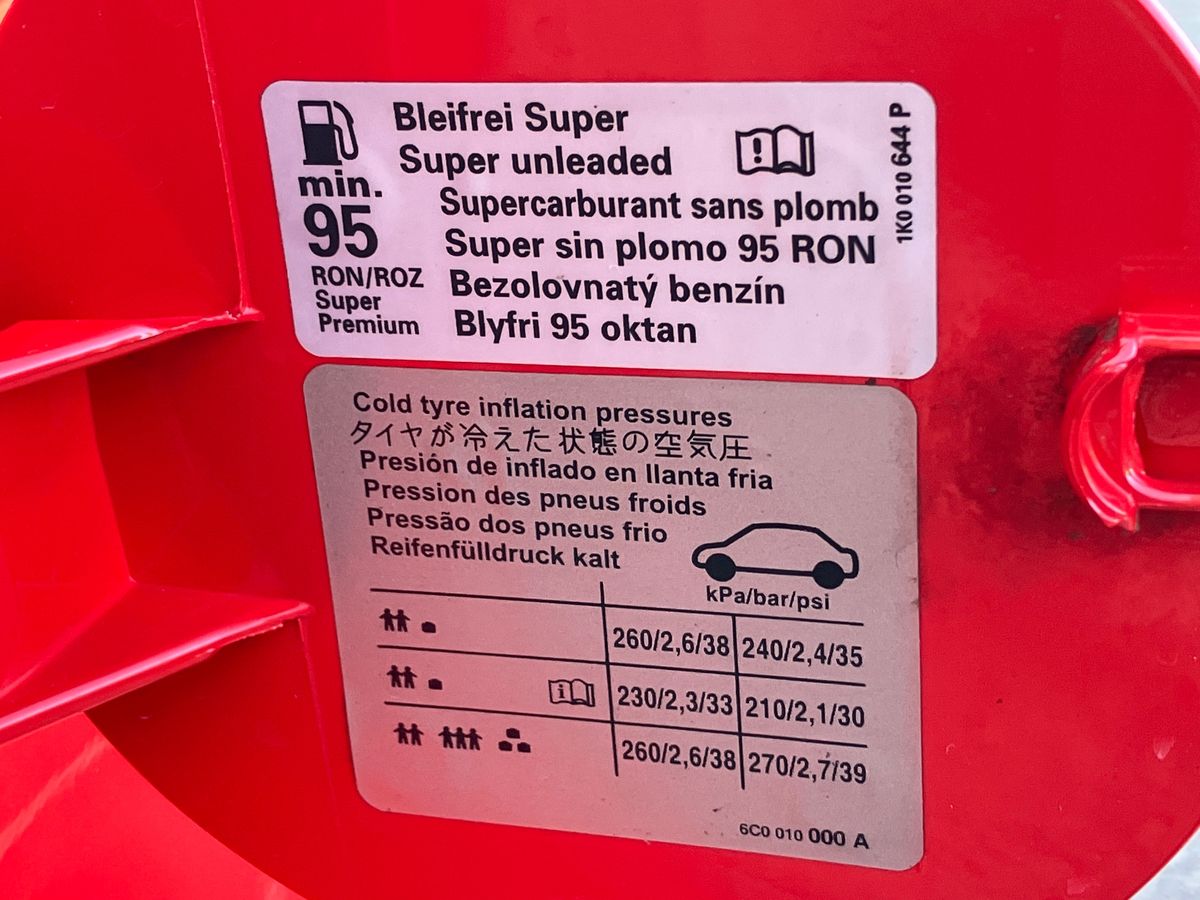 Bleifrei Super
Super unleaded
Supercarburant sans plomb
Super sin plomo 95 RON
Bezolovnatý benzín
Blyfri 95 oktan
min.
95
RON/ROZ
Super
Premium
1K0 010 644 P
Cold tyre inflation pressures
タイヤが冷えた状態の空気圧
Presión de inflado en llanta fria
Pression des pneus froids
Pressão dos pneus frio
Reifenfülldruck kalt
kPa/bar/psi
260/2,6/38 240/2,4/35
230/2,3/33 210/2,1/30
260/2,6/38 270/2,7/39
6C0 010 000 A